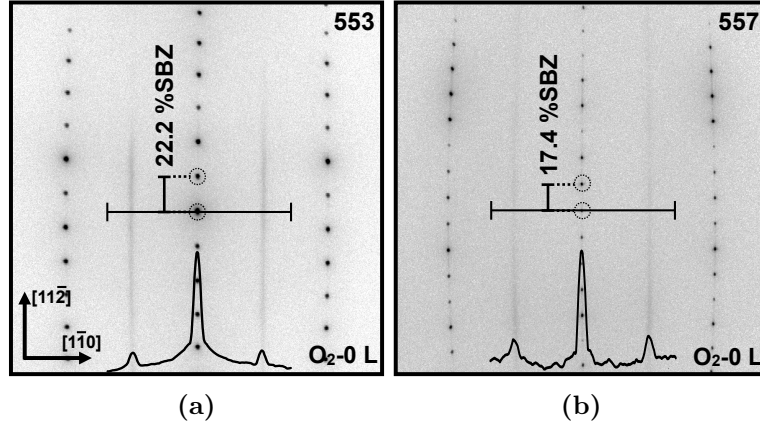 553
22.2 %SBZ
[112̄]
[11̄0]
O₂-0 L
(a)
557
17.4 %SBZ
O₂-0 L
(b)